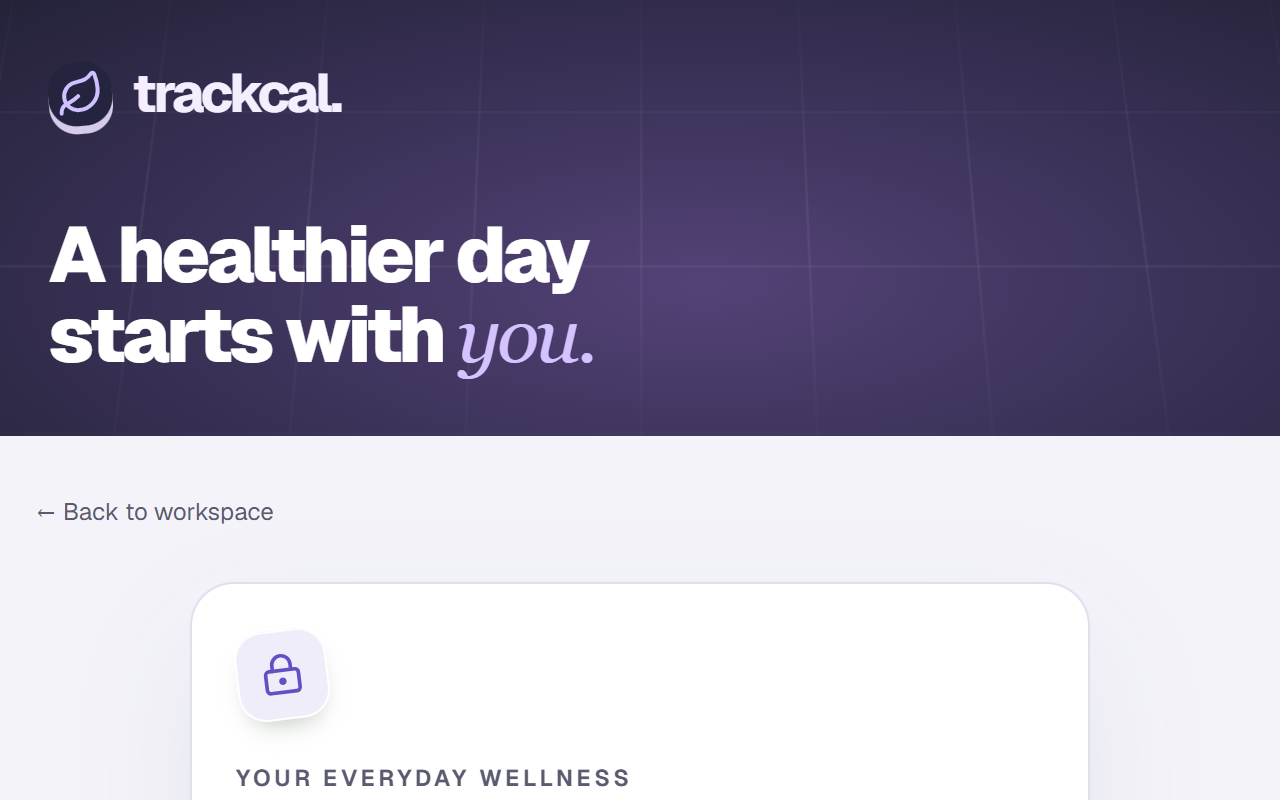 trackcal.
A healthier day
starts with you.
← Back to workspace
YOUR EVERYDAY WELLNESS